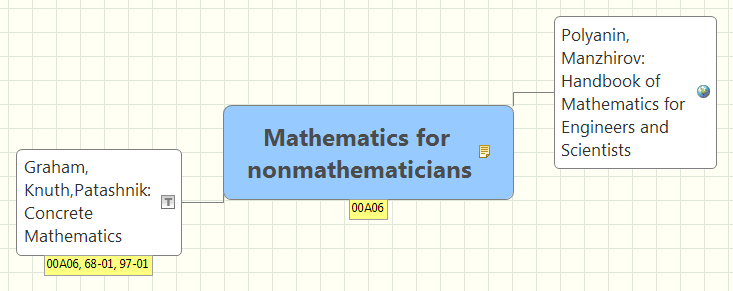 Polyanin,
Manzhirov:
Handbook of
Mathematics for
Engineers and
Scientists
Mathematics for
nonmathematicians
00A06
Graham,
Knuth,Patashnik:
Concrete
Mathematics
T
00A06, 68-01, 97-01